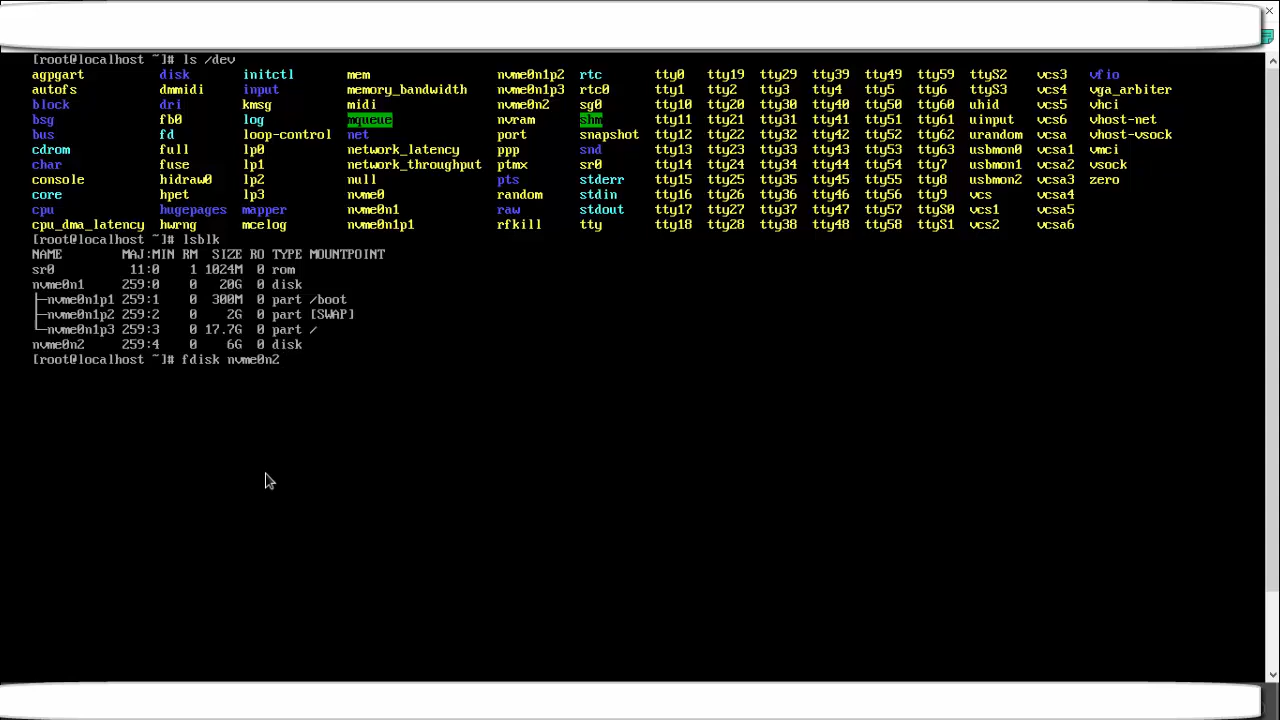 [root@localhost ~]# ls /dev
agpgart disk initctl mem nvme0n1p2 rtc tty0 tty19 tty29 tty39 tty49 tty59 ttyS2 vcs3 vfio
autofs dmmidi input memory_bandwidth nvme0n1p3 rtc0 tty1 tty2 tty3 tty4 tty5 tty6 ttyS3 vcs4 vga_arbiter
block dri kmsg midi nvme0n2 sg0 tty10 tty20 tty30 tty40 tty50 tty60 uhid vcs5 vhci
bsg fb0 log mqueue nvram shm tty11 tty21 tty31 tty41 tty51 tty61 uinput vcs6 vhost-net
bus fd loop-control net port snapshot tty12 tty22 tty32 tty42 tty52 tty62 urandom vcsa vhost-vsock
cdrom full lp0 network_latency ppp snd tty13 tty23 tty33 tty43 tty53 tty63 usbmon0 vcsa1 vmci
char fuse lp1 network_throughput ptmx sr0 tty14 tty24 tty34 tty44 tty54 tty7 usbmon1 vcsa2 vsock
console hidraw0 lp2 null pts stderr tty15 tty25 tty35 tty45 tty55 tty8 usbmon2 vcsa3 zero
core hpet lp3 nvme0 random stdin tty16 tty26 tty36 tty46 tty56 tty9 vcs vcsa4
cpu hugepages mapper nvme0n1 raw stdout tty17 tty27 tty37 tty47 tty57 ttyS0 vcs1 vcsa5
cpu_dma_latency hwrng mcelog nvme0n1p1 rfkill tty tty18 tty28 tty38 tty48 tty58 ttyS1 vcs2 vcsa6
[root@localhost ~]# lsblk
NAME MAJ:MIN RM SIZE RO TYPE MOUNTPOINT
sr0 11:0 1 1024M 0 rom
nvme0n1 259:0 0 20G 0 disk
├─nvme0n1p1 259:1 0 300M 0 part /boot
├─nvme0n1p2 259:2 0 2G 0 part [SWAP]
└─nvme0n1p3 259:3 0 17.7G 0 part /
nvme0n2 259:4 0 6G 0 disk
[root@localhost ~]# fdisk nvme0n2